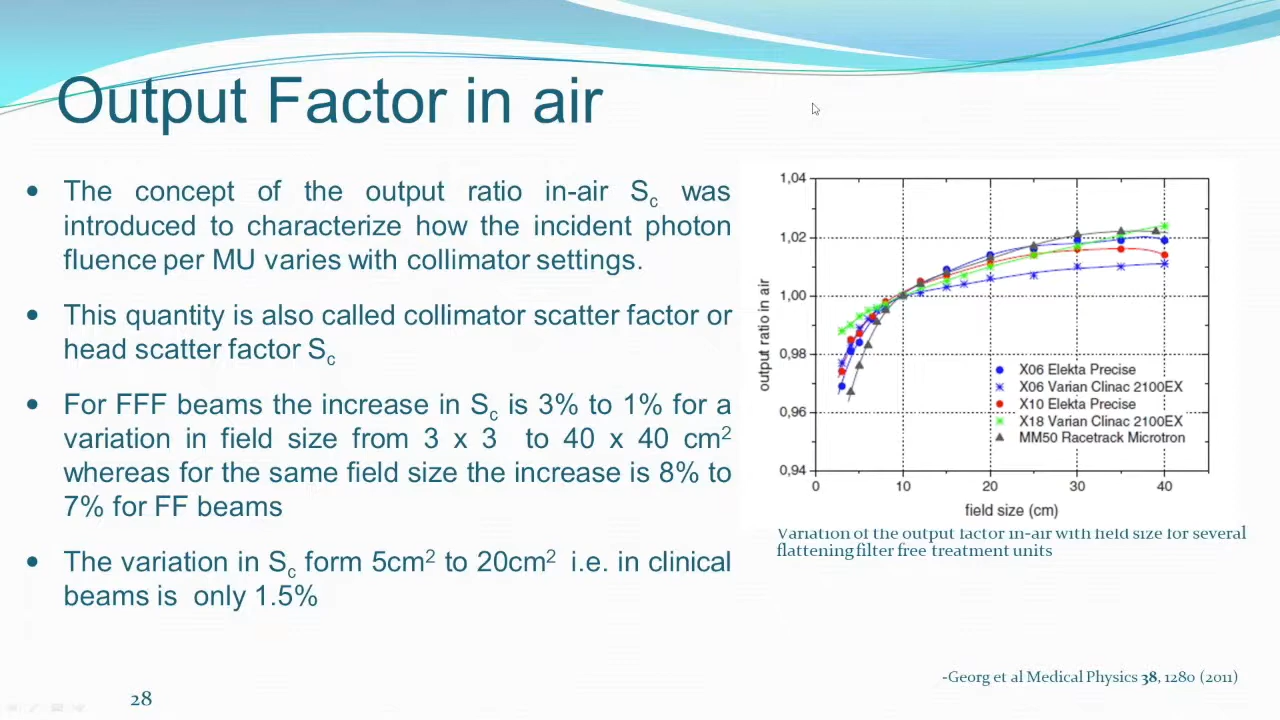 Output Factor in air
• The concept of the output ratio in-air Sc was
introduced to characterize how the incident photon
fluence per MU varies with collimator settings.
• This quantity is also called collimator scatter factor or
head scatter factor Sc
• For FFF beams the increase in Sc is 3% to 1% for a
variation in field size from 3 x 3 to 40 x 40 cm2
whereas for the same field size the increase is 8% to
7% for FF beams
• The variation in Sc form 5cm2 to 20cm2 i.e. in clinical
beams is only 1.5%
1,04
1,02
1,00
0,98
0,96
0,94
output ratio in air
X06 Elekta Precise
X06 Varian Clinac 2100EX
X10 Elekta Precise
X18 Varian Clinac 2100EX
MM50 Racetrack Microtron
0 10 20 30 40
field size (cm)
Variation of the output factor in-air with field size for several
flattening filter free treatment units
-Georg et al Medical Physics 38, 1280 (2011)
28